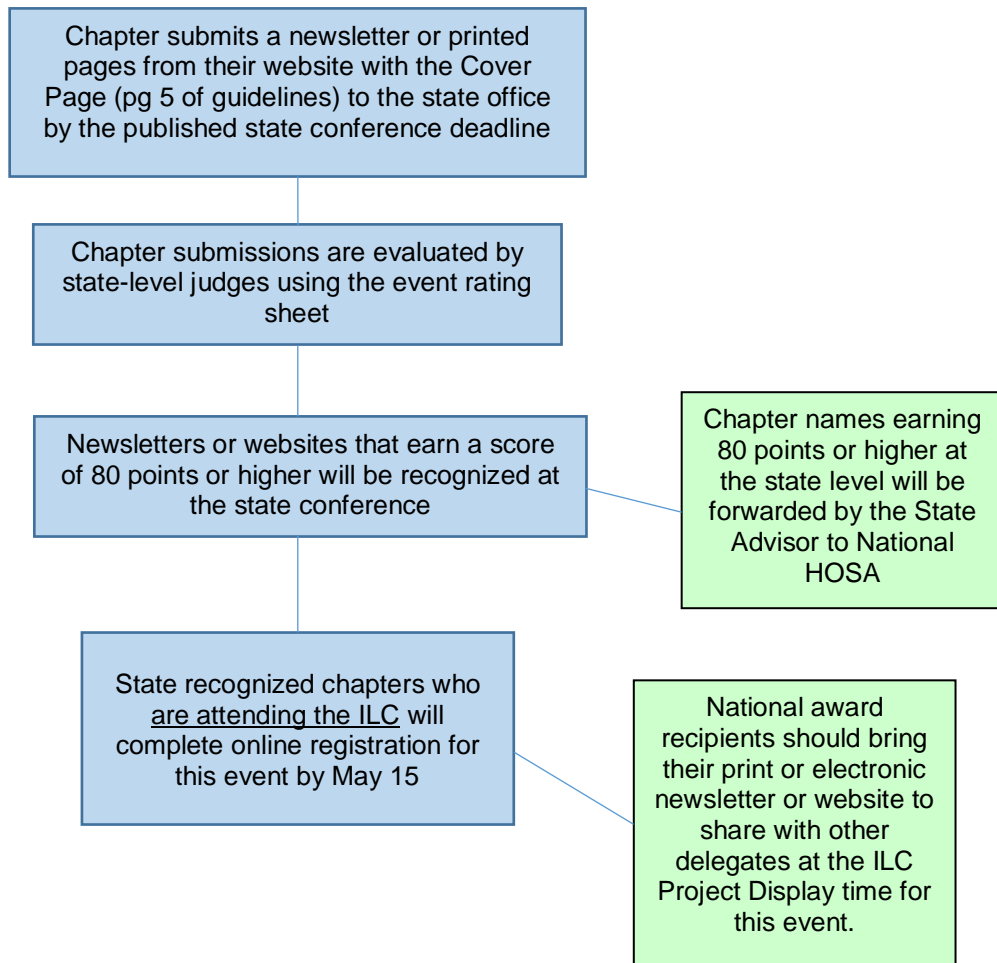 Chapter submits a newsletter or printed
pages from their website with the Cover
Page (pg 5 of guidelines) to the state office
by the published state conference deadline
Chapter submissions are evaluated by
state-level judges using the event rating
sheet
Newsletters or websites that earn a score
of 80 points or higher will be recognized at
the state conference
Chapter names earning
80 points or higher at
the state level will be
forwarded by the State
Advisor to National
HOSA
State recognized chapters who
are attending the ILC will
complete online registration for
this event by May 15
National award
recipients should bring
their print or electronic
newsletter or website to
share with other
delegates at the ILC
Project Display time for
this event.